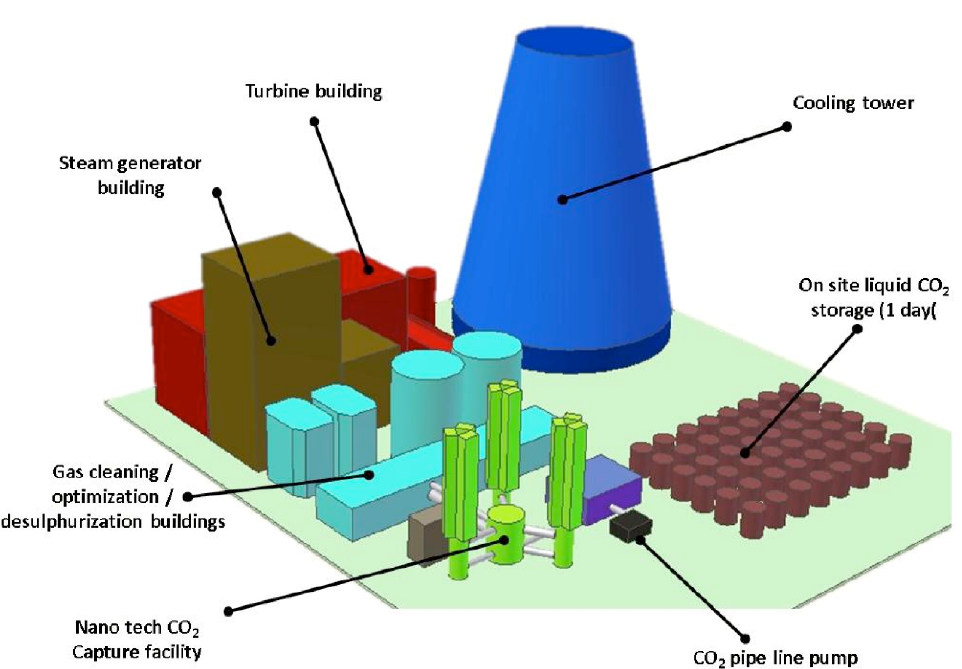 Turbine building
Cooling tower
Steam generator
building
On site liquid CO₂
storage (1 day(
Gas cleaning /
optimization /
desulphurization buildings
Nano tech CO₂
Capture facility
CO₂ pipe line pump